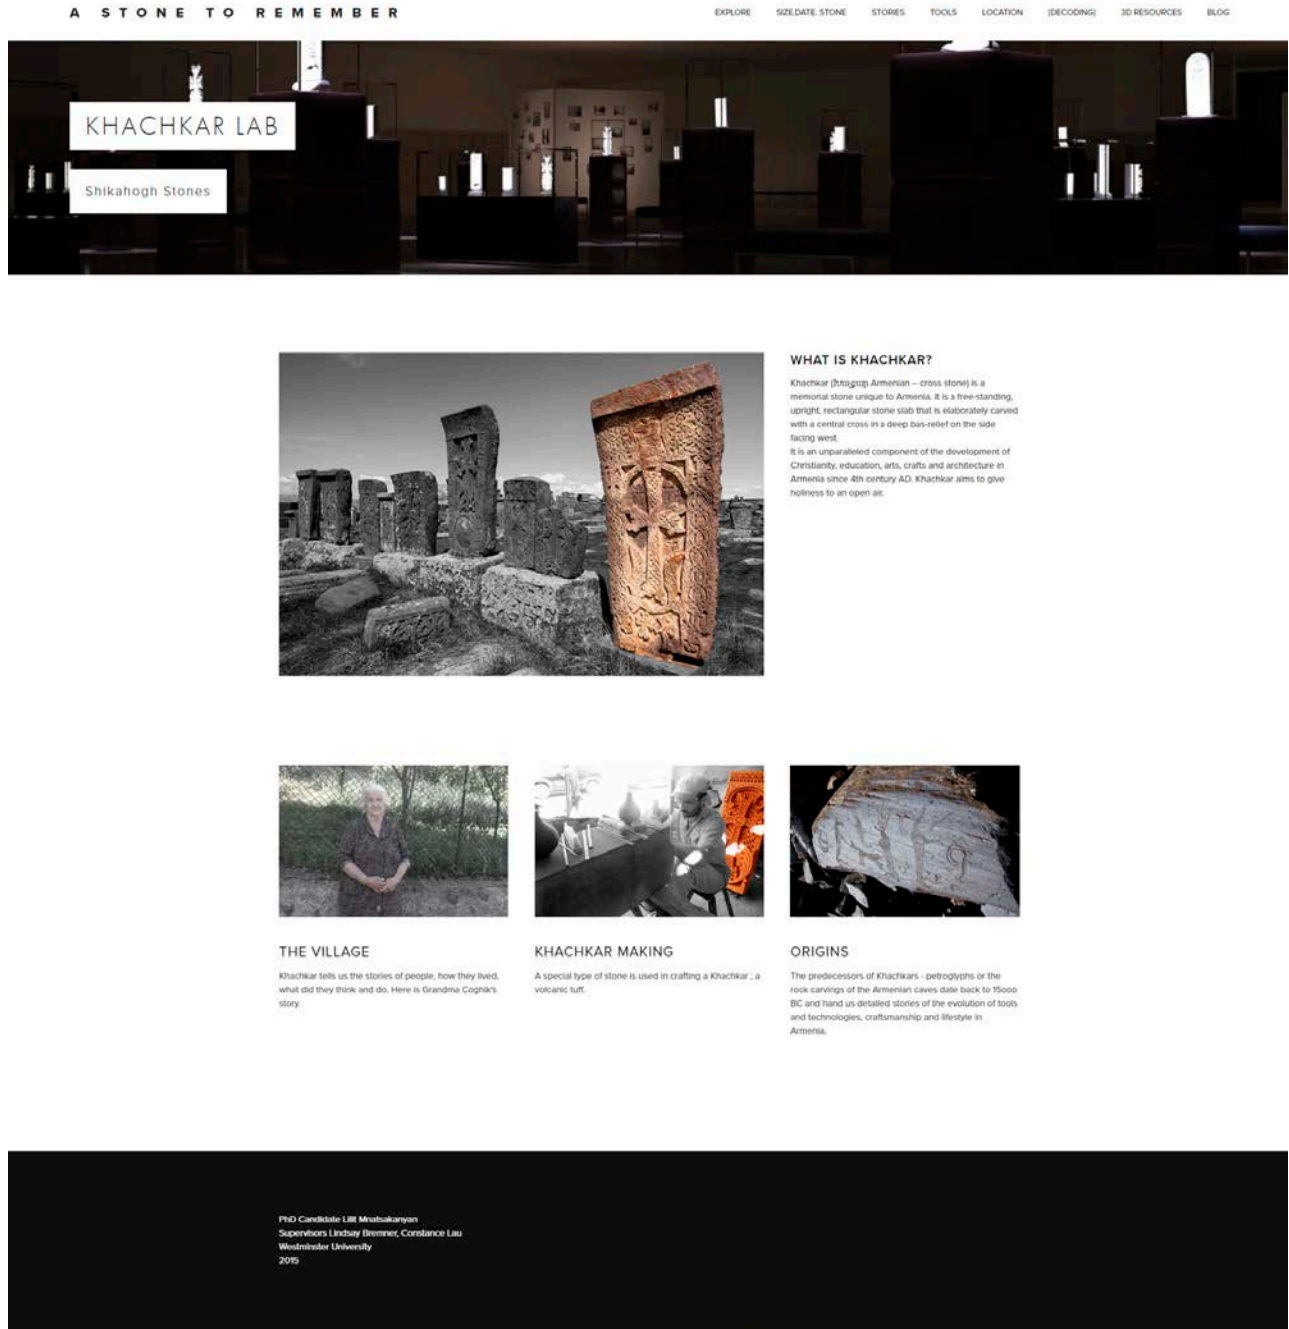 A STONE TO REMEMBER
EXPLORE SIZE.DATE. STONE STORIES TOOLS LOCATION (DECODING) 3D RESOURCES BLOG
KHACHKAR LAB
Shikahogh Stones
WHAT IS KHACHKAR?
Khachkar (խաչքար Armenian – cross stone) is a
memorial stone unique to Armenia. It is a free-standing,
upright, rectangular stone slab that is elaborately carved
with a central cross in a deep bas-relief on the side
facing west.
It is an unparalleled component of the development of
Christianity, education, arts, crafts and architecture in
Armenia since 4th century AD. Khachkar aims to give
holiness to an open air.
THE VILLAGE
Khachkar tells us the stories of people, how they lived,
what did they think and do. Here is Grandma Coghik's
story.
KHACHKAR MAKING
A special type of stone is used in crafting a Khachkar ; a
volcanic tuff.
ORIGINS
The predecessors of Khachkars - petroglyphs or the
rock carvings of the Armenian caves date back to 15000
BC and hand us detailed stories of the evolution of tools
and technologies, craftsmanship and lifestyle in
Armenia.
PhD Candidate Lilit Mnatsakanyan
Supervisors Lindsay Bremner, Constance Lau
Westminster University
2015